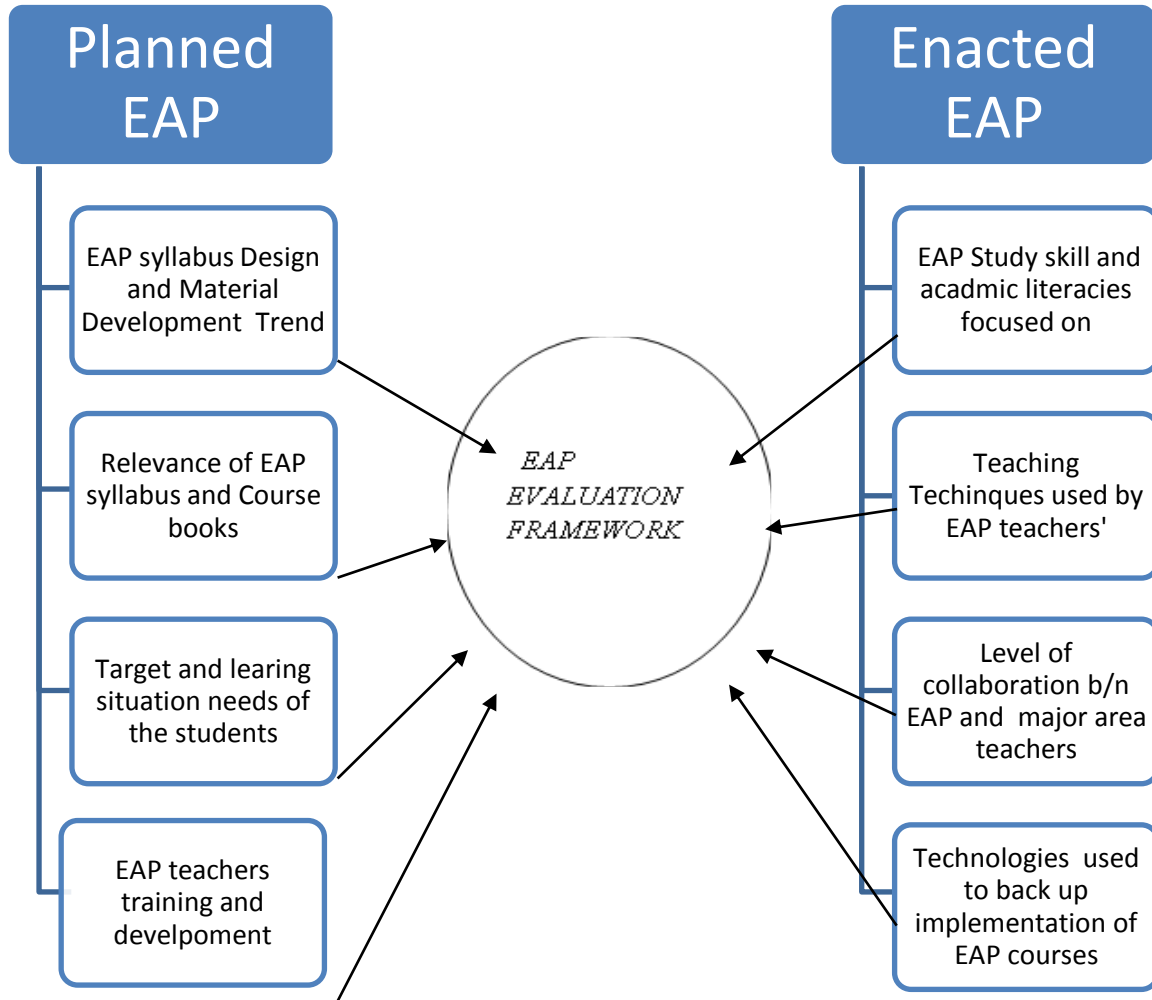 Planned
EAP
EAP syllabus Design
and Material
Development Trend
Relevance of EAP
syllabus and Course
books
Target and learing
situation needs of
the students
EAP teachers
training and
develpoment
EAP
EVALUATION
FRAMEWORK
Enacted
EAP
EAP Study skill and
acadmic literacies
focused on
Teaching
Techinques used by
EAP teachers'
Level of
collaboration b/n
EAP and major area
teachers
Technologies used
to back up
implementation of
EAP courses